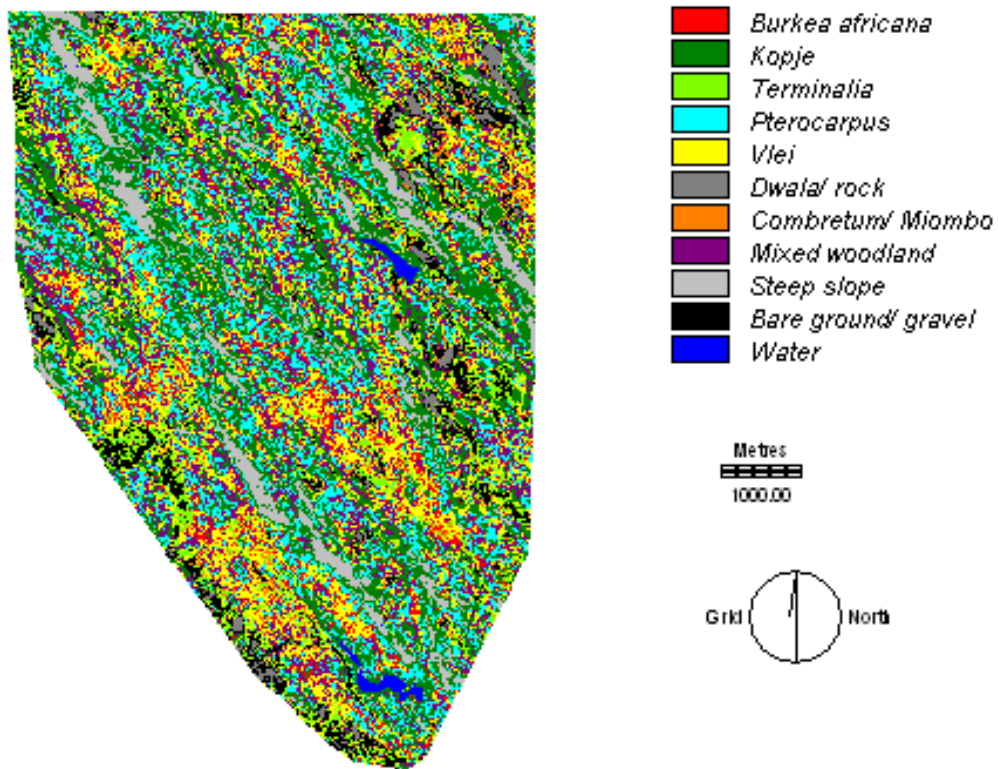 Burkea africana
Kopje
Terminalia
Pterocarpus
Vlei
Dwala/ rock
Combretum/ Miombo
Mixed woodland
Steep slope
Bare ground/ gravel
Water
Metres
1000.00
Grid North